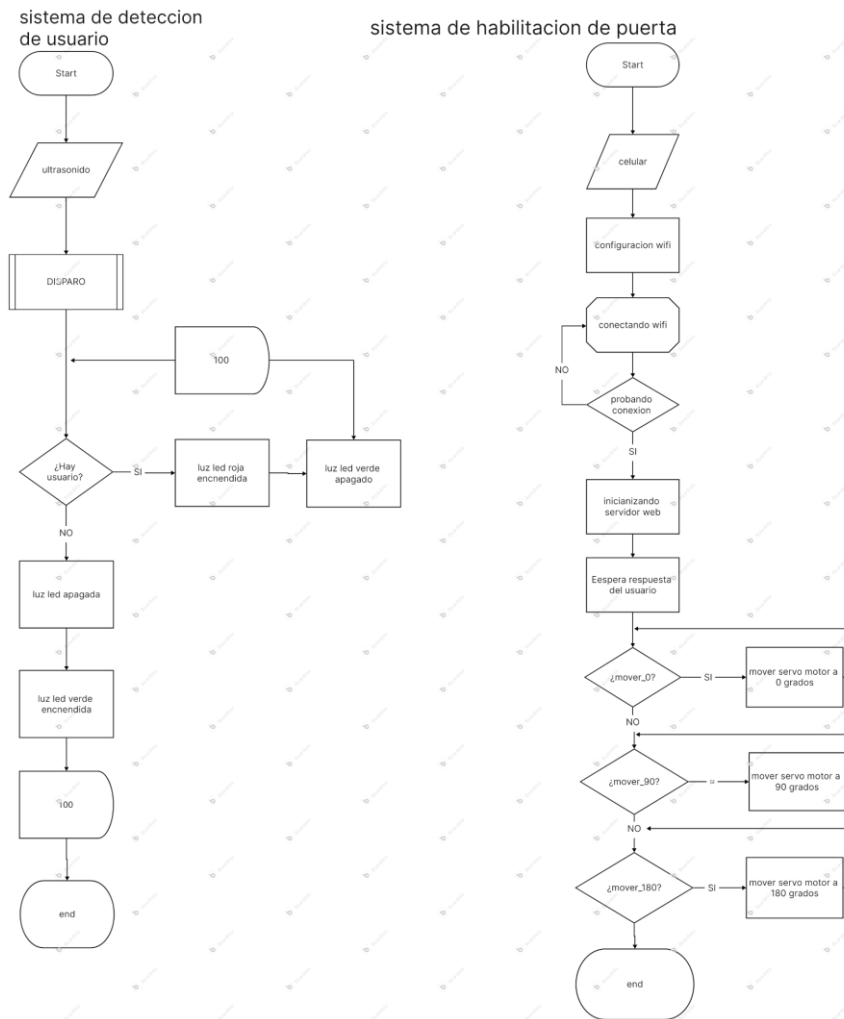 sistema de deteccion
de usuario
Start
ultrasonido
DISPARO
100
¿Hay
usuario?
SI
luz led roja
encnendida
luz led verde
apagado
NO
luz led apagada
luz led verde
encnendida
100
end
sistema de habilitacion de puerta
Start
celular
configuracion wifi
conectando wifi
NO
probando
conexion
SI
inicianizando
servidor web
Eespera respuesta
del usuario
¿mover_0?
SI
mover servo motor a
0 grados
NO
¿mover_90?
si
mover servo motor a
90 grados
NO
¿mover_180?
SI
mover servo motor a
180 grados
end